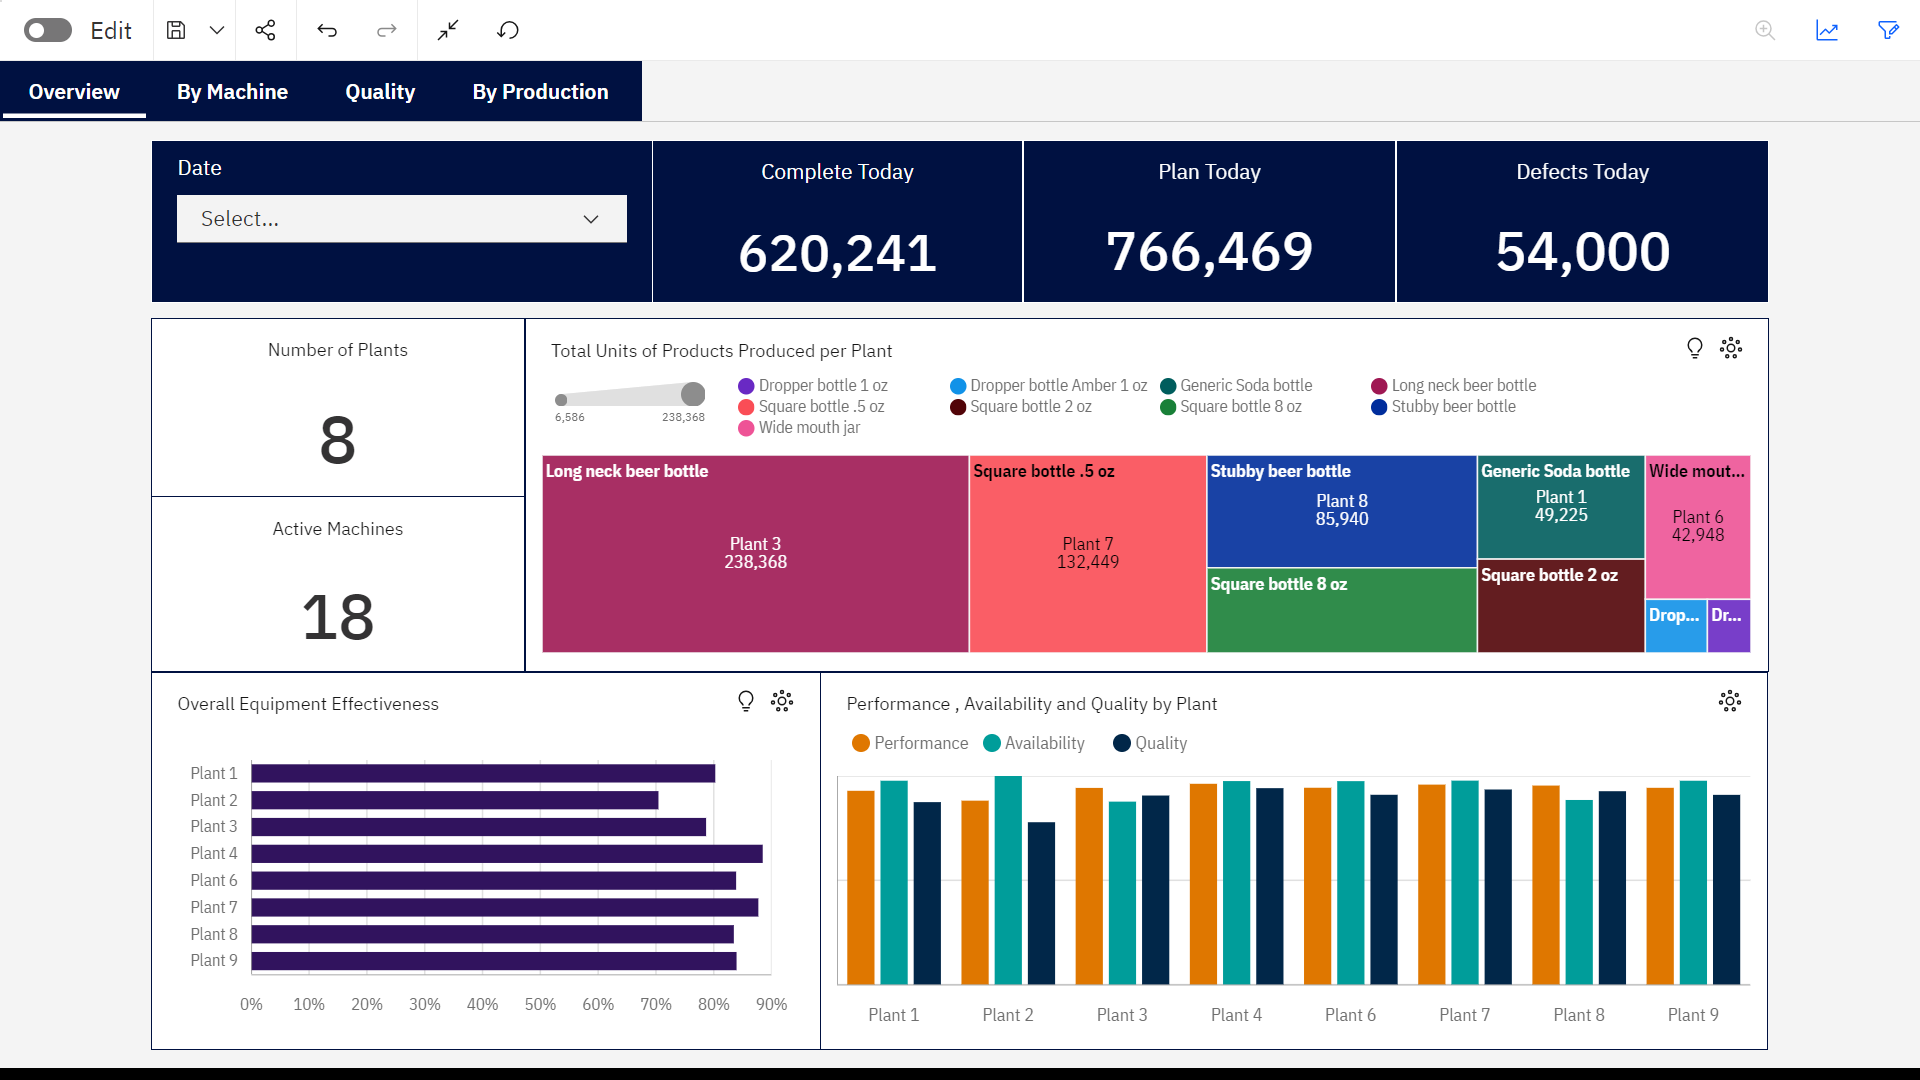 Edit
Overview By Machine Quality By Production
Date
Select...
Complete Today
620,241
Plan Today
766,469
Defects Today
54,000
Number of Plants
8
Active Machines
18
Total Units of Products Produced per Plant
6,586 238,368
Dropper bottle 1 oz Dropper bottle Amber 1 oz Generic Soda bottle Long neck beer bottle
Square bottle .5 oz Square bottle 2 oz Square bottle 8 oz Stubby beer bottle
Wide mouth jar
Long neck beer bottle
Plant 3
238,368
Square bottle .5 oz
Plant 7
132,449
Stubby beer bottle
Plant 8
85,940
Square bottle 8 oz
Generic Soda bottle
Plant 1
49,225
Square bottle 2 oz
Wide mout...
Plant 6
42,948
Drop...
Dr...
Overall Equipment Effectiveness
Plant 1
Plant 2
Plant 3
Plant 4
Plant 6
Plant 7
Plant 8
Plant 9
0% 10% 20% 30% 40% 50% 60% 70% 80% 90%
Performance , Availability and Quality by Plant
Performance Availability Quality
Plant 1 Plant 2 Plant 3 Plant 4 Plant 6 Plant 7 Plant 8 Plant 9